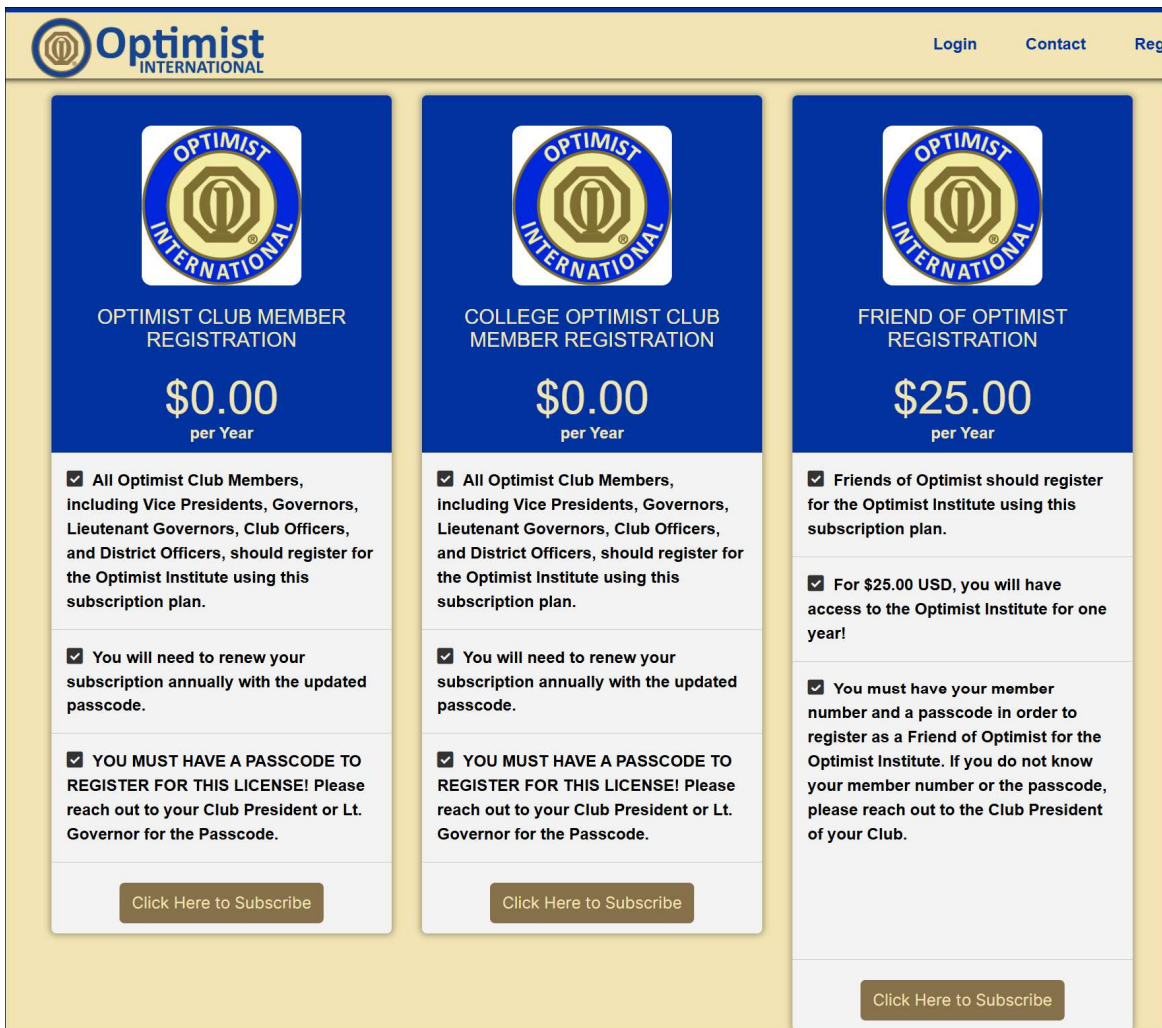 Optimist
INTERNATIONAL
Login
Contact
Reg
OPTIMIST
INTERNATIONAL
®
OPTIMIST CLUB MEMBER
REGISTRATION
$0.00
per Year
All Optimist Club Members,
including Vice Presidents, Governors,
Lieutenant Governors, Club Officers,
and District Officers, should register for
the Optimist Institute using this
subscription plan.
You will need to renew your
subscription annually with the updated
passcode.
YOU MUST HAVE A PASSCODE TO
REGISTER FOR THIS LICENSE! Please
reach out to your Club President or Lt.
Governor for the Passcode.
Click Here to Subscribe
OPTIMIST
INTERNATIONAL
®
COLLEGE OPTIMIST CLUB
MEMBER REGISTRATION
$0.00
per Year
All Optimist Club Members,
including Vice Presidents, Governors,
Lieutenant Governors, Club Officers,
and District Officers, should register for
the Optimist Institute using this
subscription plan.
You will need to renew your
subscription annually with the updated
passcode.
YOU MUST HAVE A PASSCODE TO
REGISTER FOR THIS LICENSE! Please
reach out to your Club President or Lt.
Governor for the Passcode.
Click Here to Subscribe
OPTIMIST
INTERNATIONAL
®
FRIEND OF OPTIMIST
REGISTRATION
$25.00
per Year
Friends of Optimist should register
for the Optimist Institute using this
subscription plan.
For $25.00 USD, you will have
access to the Optimist Institute for one
year!
You must have your member
number and a passcode in order to
register as a Friend of Optimist for the
Optimist Institute. If you do not know
your member number or the passcode,
please reach out to the Club President
of your Club.
Click Here to Subscribe